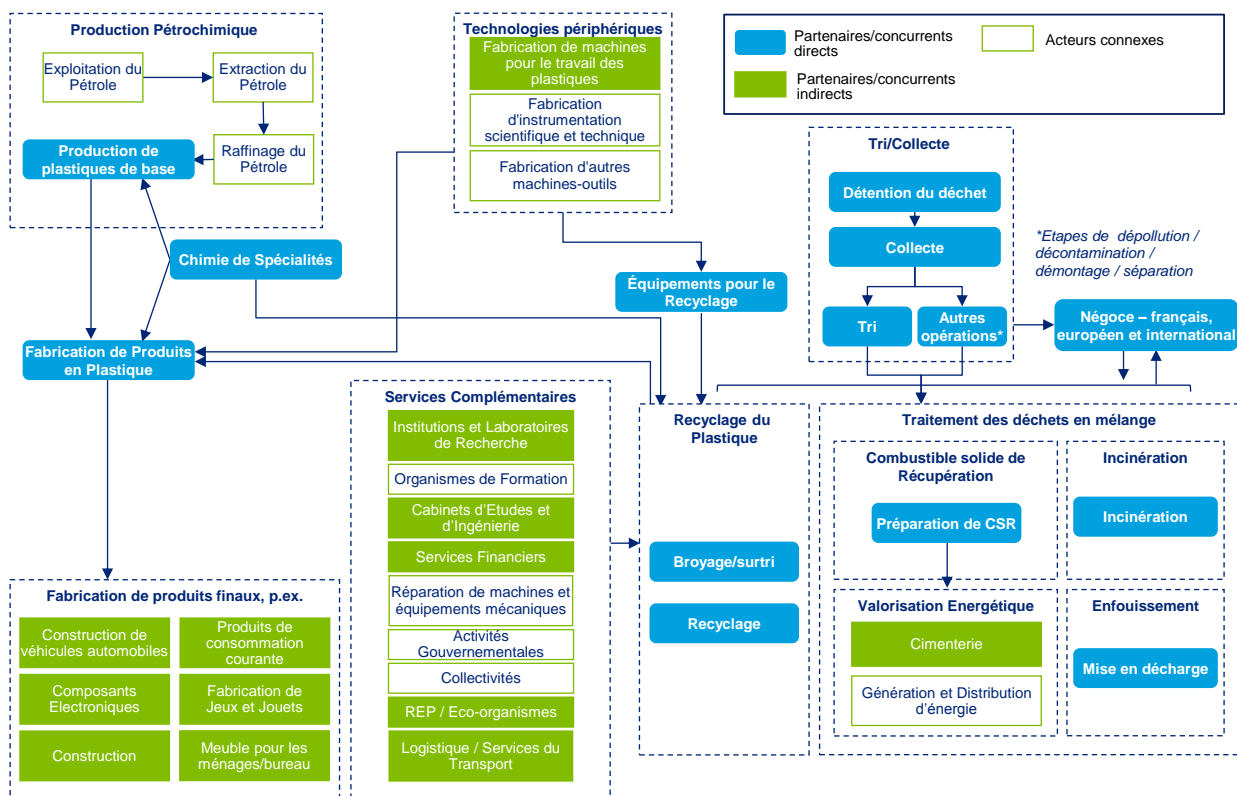 Production Pétrochimique
Exploitation du
Pétrole
Extraction du
Pétrole
Production de
plastiques de base
Raffinage du
Pétrole
Chimie de Spécialités
Fabrication de Produits
en Plastique
Technologies périphériques
Fabrication de machines
pour le travail des
plastiques
Fabrication
d'instrumentation
scientifique et technique
Fabrication d'autres
machines-outils
Équipements pour le
Recyclage
Partenaires/concurrents
directs
Acteurs connexes
Partenaires/concurrents
indirects
Tri/Collecte
Détention du déchet
Collecte
Tri
Autres
opérations*
*Etapes de dépollution /
décontamination /
démontage / séparation
Négoce – français,
européen et international
Services Complémentaires
Institutions et Laboratoires
de Recherche
Organismes de Formation
Cabinets d'Etudes et
d'Ingénierie
Services Financiers
Réparation de machines et
équipements mécaniques
Activités
Gouvernementales
Collectivités
REP / Eco-organismes
Logistique / Services du
Transport
Recyclage du
Plastique
Broyage/surtri
Recyclage
Traitement des déchets en mélange
Combustible solide de
Récupération
Préparation de CSR
Incinération
Incinération
Valorisation Energétique
Cimenterie
Génération et Distribution
d'énergie
Enfouissement
Mise en décharge
Fabrication de produits finaux, p.ex.
Construction de
véhicules automobiles
Produits de
consommation
courante
Composants
Electroniques
Fabrication de
Jeux et Jouets
Construction
Meuble pour les
ménages/bureau